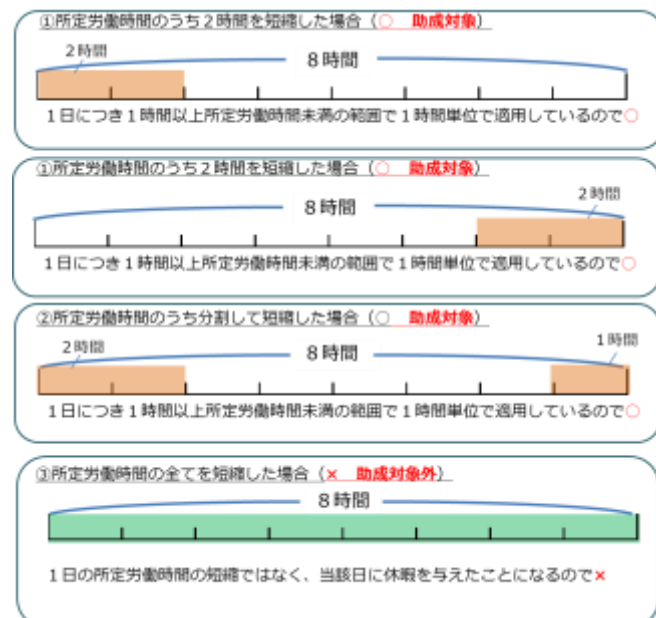 ①所定労働時間のうち2時間を短縮した場合（○　助成対象）
2時間
8時間
1日につき1時間以上所定労働時間未満の範囲で1時間単位で適用しているので○
①所定労働時間のうち2時間を短縮した場合（○　助成対象）
2時間
8時間
1日につき1時間以上所定労働時間未満の範囲で1時間単位で適用しているので○
②所定労働時間のうち分割して短縮した場合（○　助成対象）
2時間
8時間
1時間
1日につき1時間以上所定労働時間未満の範囲で1時間単位で適用しているので○
③所定労働時間の全てを短縮した場合（×　助成対象外）
8時間
1日の所定労働時間の短縮ではなく、当該日に休暇を与えたことになるので×